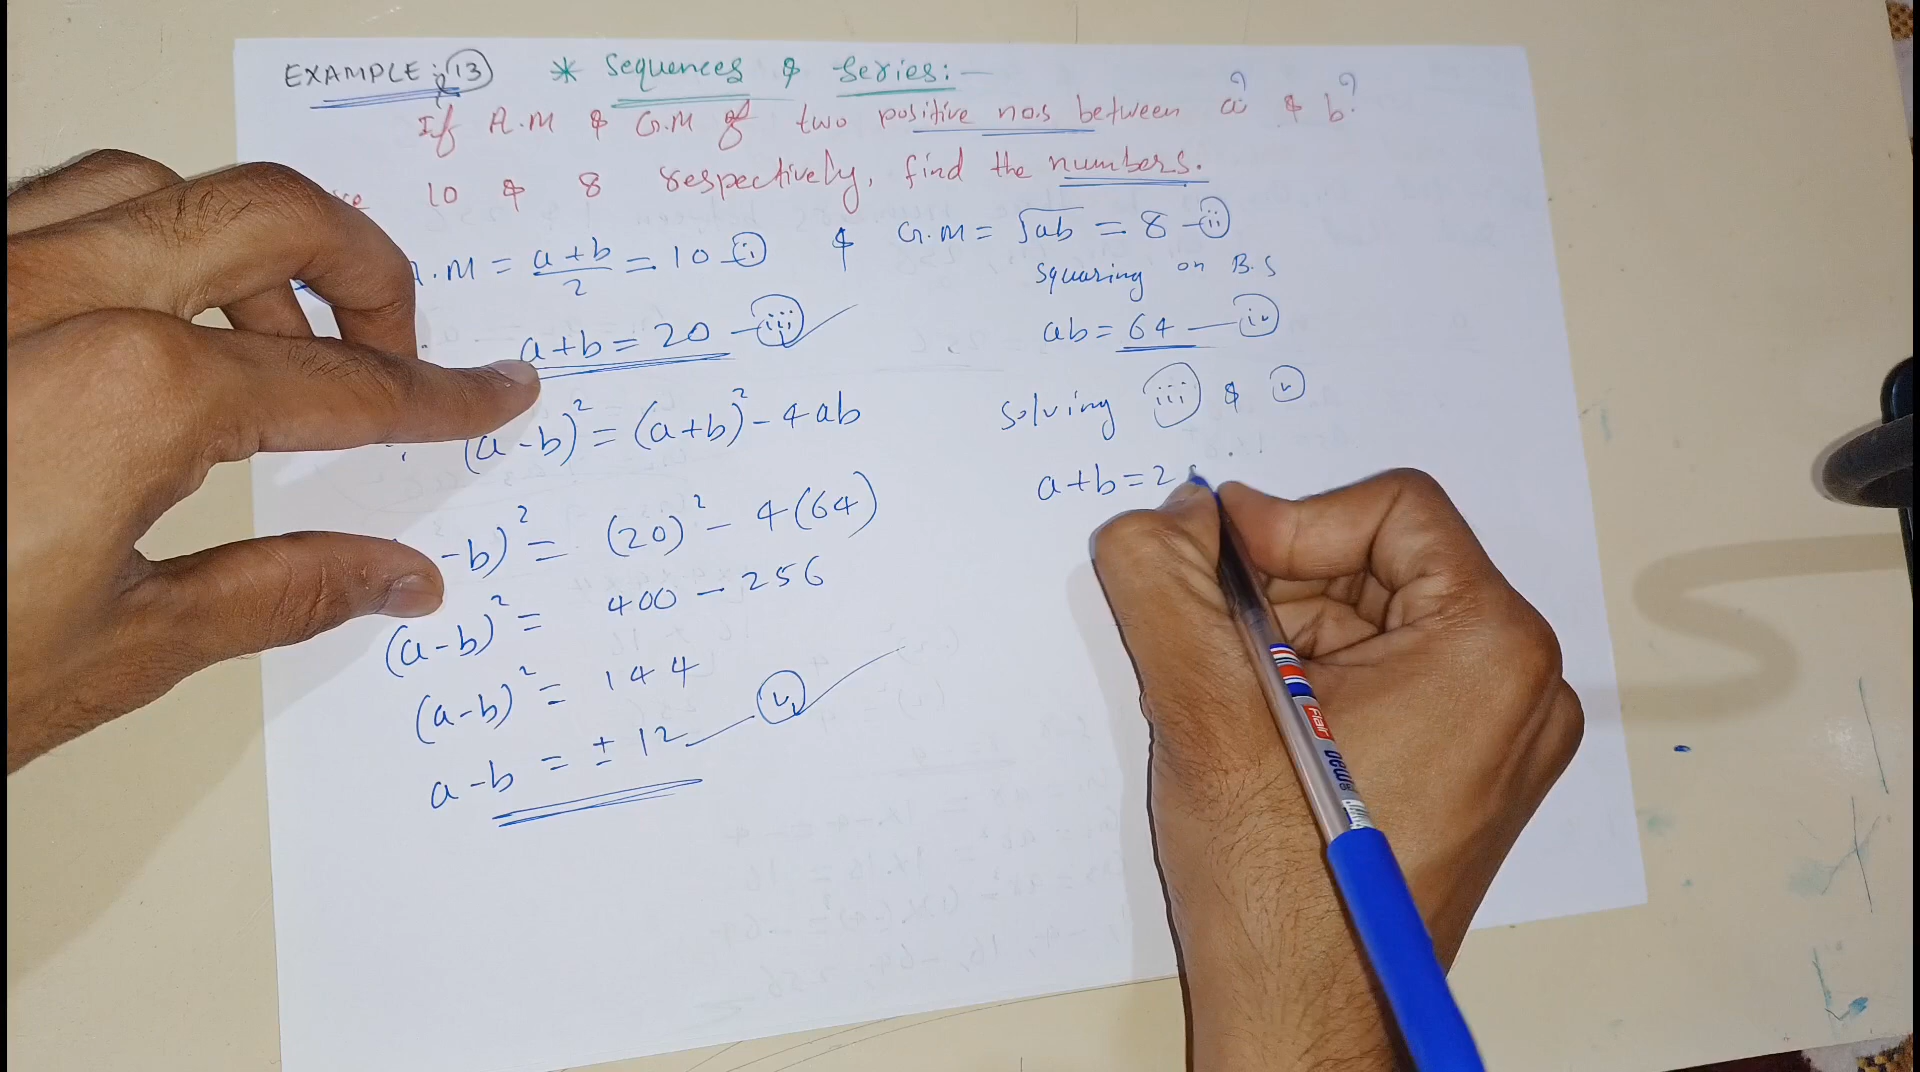 EXAMPLE: 13 * Sequences & Series:-
If A.M & G.M of two positive no.s between a? & b?
10 & 8 respectively, find the numbers.
A.M = a+b/2 = 10 (i) & G.M = √ab = 8 - (ii)
Squaring on B.S
a+b = 20 - (iii)
ab = 64 - (iv)
(a-b)² = (a+b)² - 4ab
-b)² = (20)² - 4(64)
(a-b)² = 400 - 256
(a-b)² = 144
a-b = ± 12 - (v)
Solving (iii) & (v)
a+b = 2
Flair